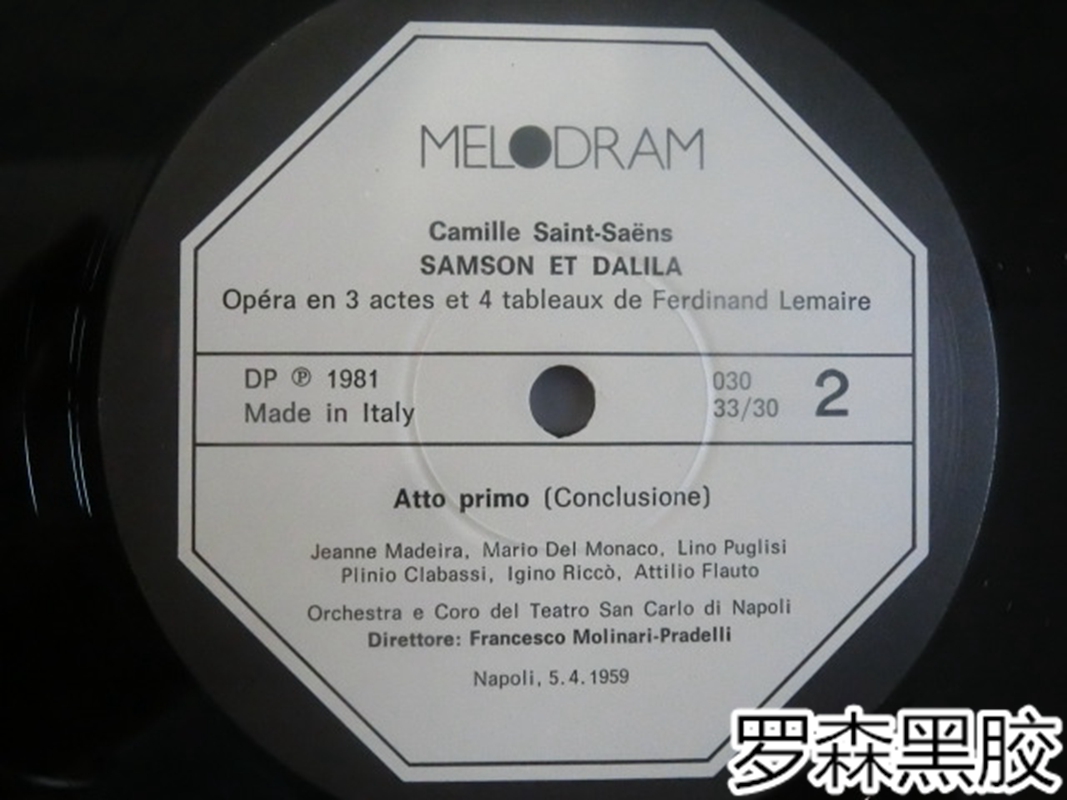 MELODRAM
Camille Saint-Saëns
SAMSON ET DALILA
Opéra en 3 actes et 4 tableaux de Ferdinand Lemaire
DP ℗ 1981
Made in Italy
030
33/30
2
Atto primo (Conclusione)
Jeanne Madeira, Mario Del Monaco, Lino Puglisi
Plinio Clabassi, Igino Riccò, Attilio Flauto
Orchestra e Coro del Teatro San Carlo di Napoli
Direttore: Francesco Molinari-Pradelli
Napoli, 5.4.1959
罗森黑胶